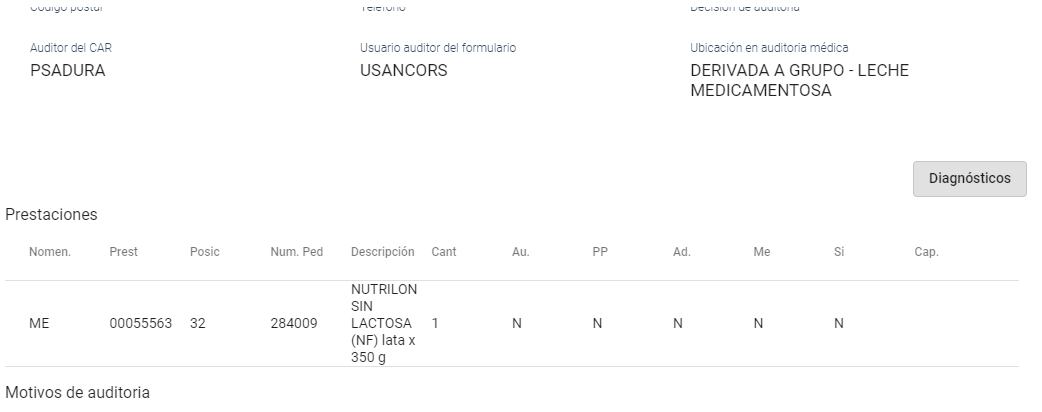 Código postal Teléfono Decisión de auditoria
Auditor del CAR Usuario auditor del formulario Ubicación en auditoria médica
PSADURA USANCORS DERIVADA A GRUPO - LECHE
MEDICAMENTOSA
Diagnósticos
Prestaciones
Nomen. Prest Posic Num. Ped Descripción Cant Au. PP Ad. Me Si Cap.
NUTRILON
SIN
ME 00055563 32 284009 LACTOSA 1 N N N N N
(NF) lata x
350 g
Motivos de auditoria